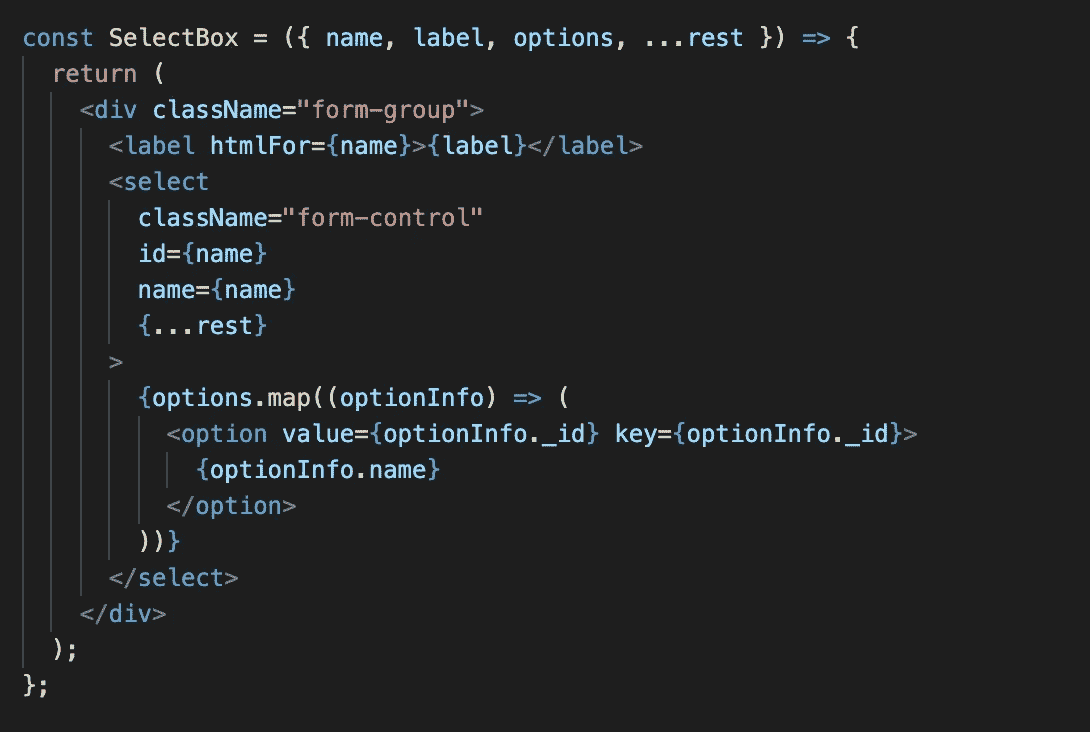 const SelectBox = ({ name, label, options, ...rest }) => {
  return (
    <div className="form-group">
      <label htmlFor={name}>{label}</label>
      <select
        className="form-control"
        id={name}
        name={name}
        {...rest}
      >
        {options.map((optionInfo) => (
          <option value={optionInfo._id} key={optionInfo._id}>
            {optionInfo.name}
          </option>
        ))}
      </select>
    </div>
  );
};